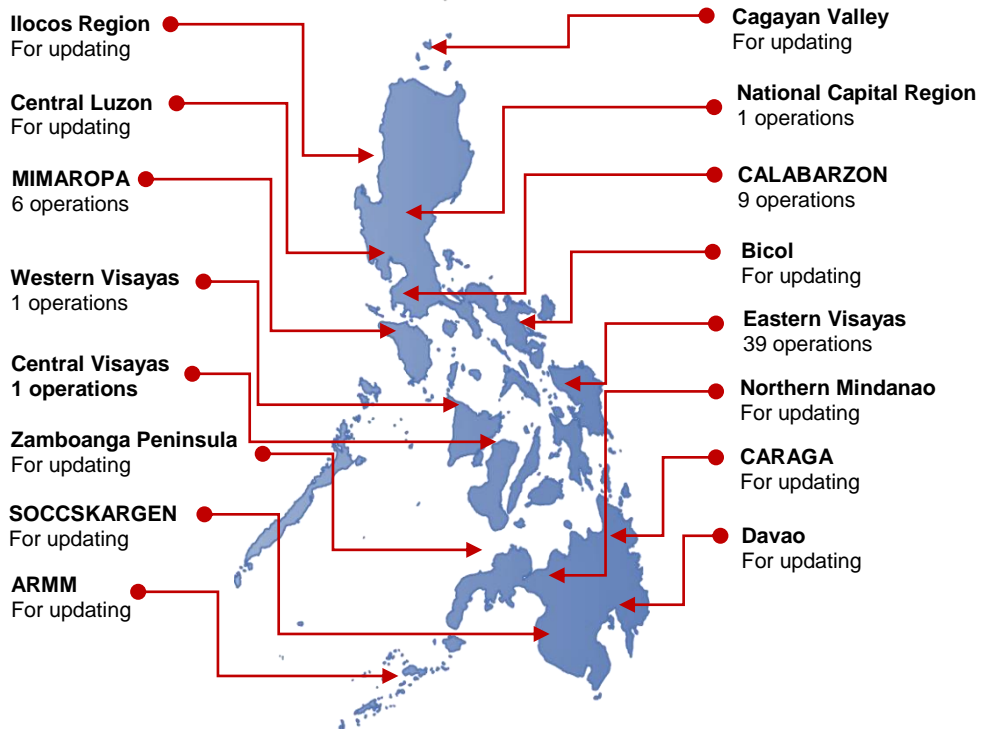 Ilocos Region
For updating
Central Luzon
For updating
MIMAROPA
6 operations
Western Visayas
1 operations
Central Visayas
1 operations
Zamboanga Peninsula
For updating
SOCCSKARGEN
For updating
ARMM
For updating
Cagayan Valley
For updating
National Capital Region
1 operations
CALABARZON
9 operations
Bicol
For updating
Eastern Visayas
39 operations
Northern Mindanao
For updating
CARAGA
For updating
Davao
For updating